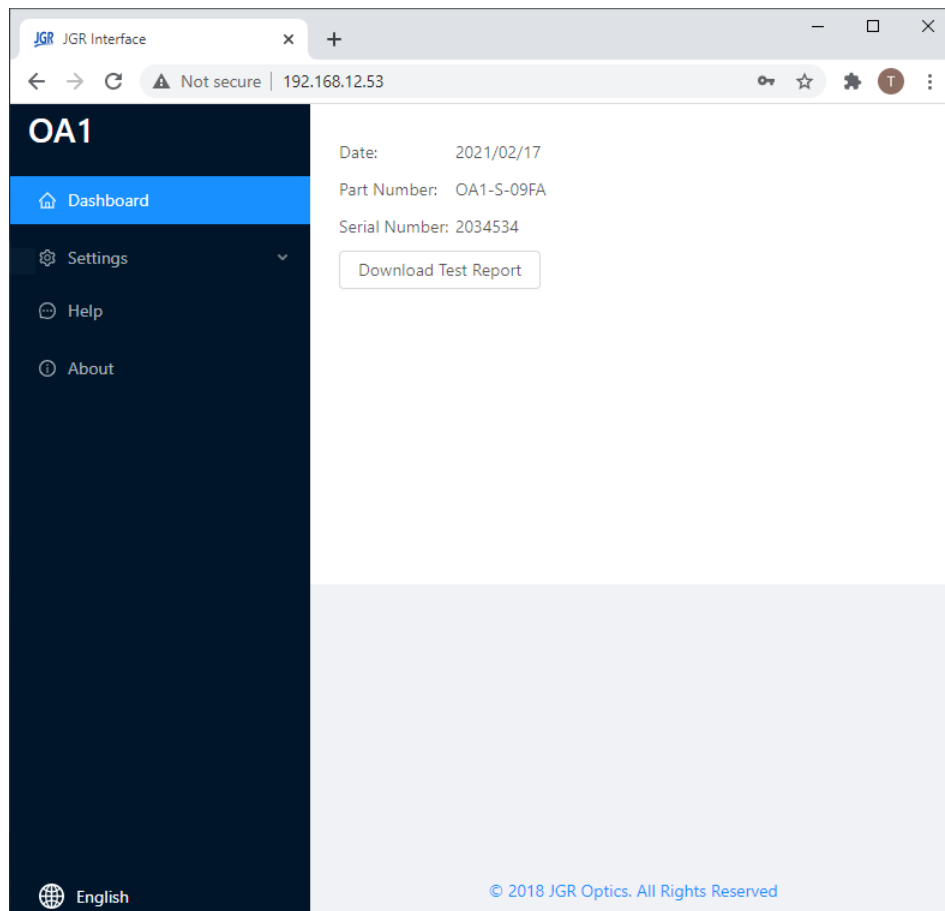 JGR JGR Interface
Not secure 192.168.12.53
T
OA1
Dashboard
Settings
Help
About
English
Date: 2021/02/17
Part Number: OA1-S-09FA
Serial Number: 2034534
Download Test Report
© 2018 JGR Optics. All Rights Reserved